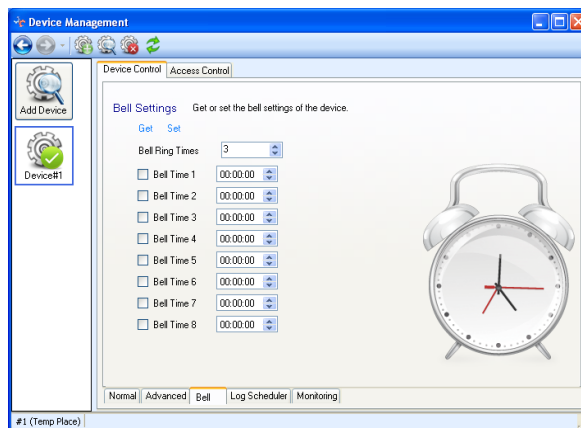 Device Management
Device Control Access Control
Add Device
Device#1
Bell Settings Get or set the bell settings of the device.
Get Set
Bell Ring Times 3
Bell Time 1 00:00:00
Bell Time 2 00:00:00
Bell Time 3 00:00:00
Bell Time 4 00:00:00
Bell Time 5 00:00:00
Bell Time 6 00:00:00
Bell Time 7 00:00:00
Bell Time 8 00:00:00
Normal Advanced Bell Log Scheduler Monitoring
#1 (Temp Place)